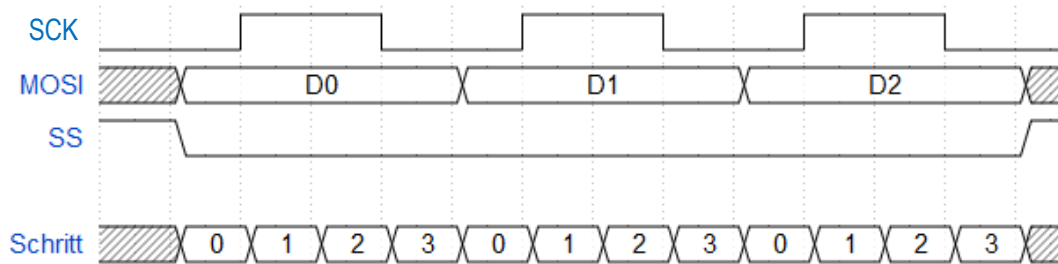 SCK
MOSI D0 D1 D2
SS
Schritt 0 1 2 3 0 1 2 3 0 1 2 3